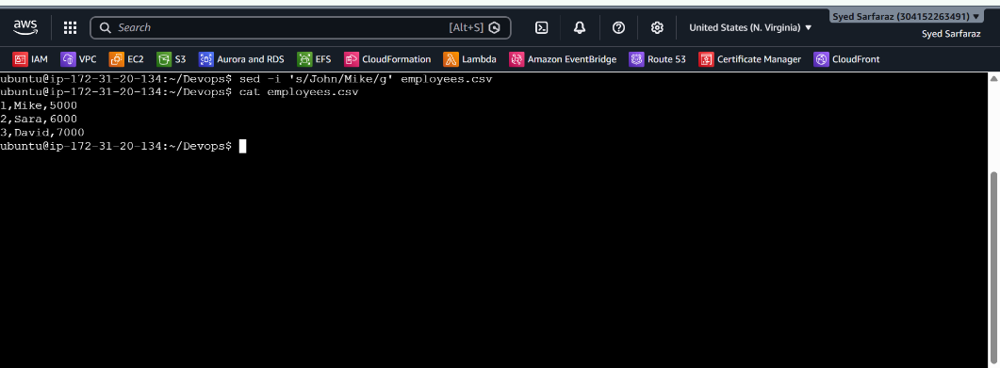 Syed Sarfaraz (304152263491) ▼
aws Search [Alt+S] United States (N. Virginia) ▼ Syed Sarfaraz
IAM VPC EC2 S3 Aurora and RDS EFS CloudFormation Lambda Amazon EventBridge Route 53 Certificate Manager CloudFront
ubuntu@ip-172-31-20-134:~/Devops$ sed -i 's/John/Mike/g' employees.csv
ubuntu@ip-172-31-20-134:~/Devops$ cat employees.csv
1,Mike,5000
2,Sara,6000
3,David,7000
ubuntu@ip-172-31-20-134:~/Devops$